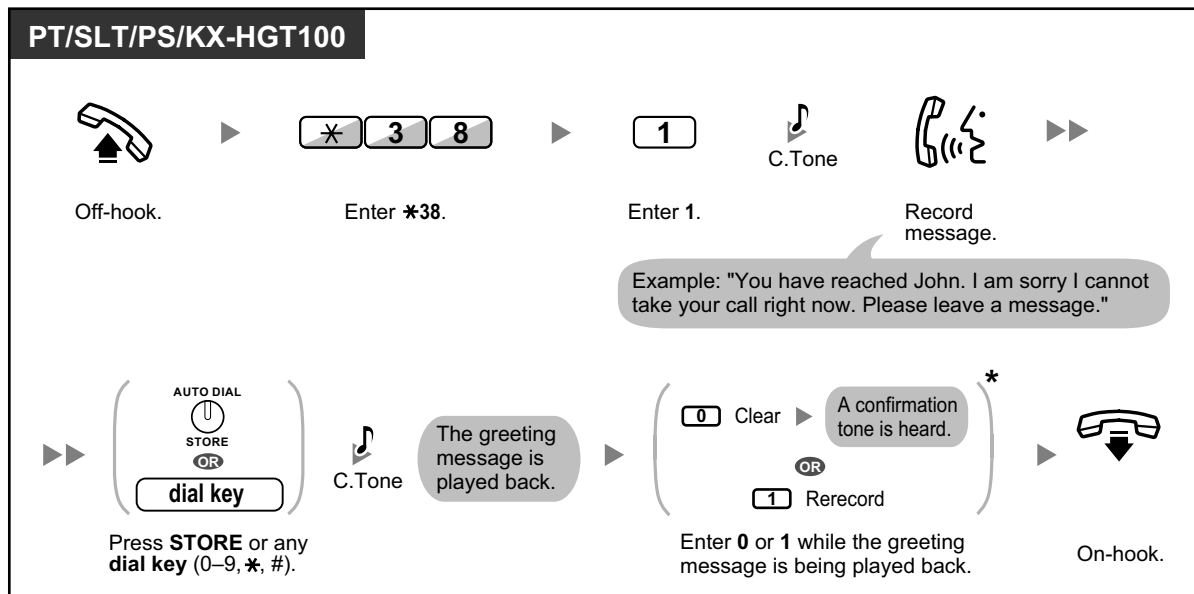 PT/SLT/PS/KX-HGT100
✳ 3 8
1
C.Tone
Off-hook.
Enter ✳38.
Enter 1.
Record
message.
Example: "You have reached John. I am sorry I cannot
take your call right now. Please leave a message."
AUTO DIAL
STORE
OR
dial key
C.Tone
The greeting
message is
played back.
*
0 Clear
A confirmation
tone is heard.
OR
1 Rerecord
Press STORE or any
dial key (0–9, ✳, #).
Enter 0 or 1 while the greeting
message is being played back.
On-hook.